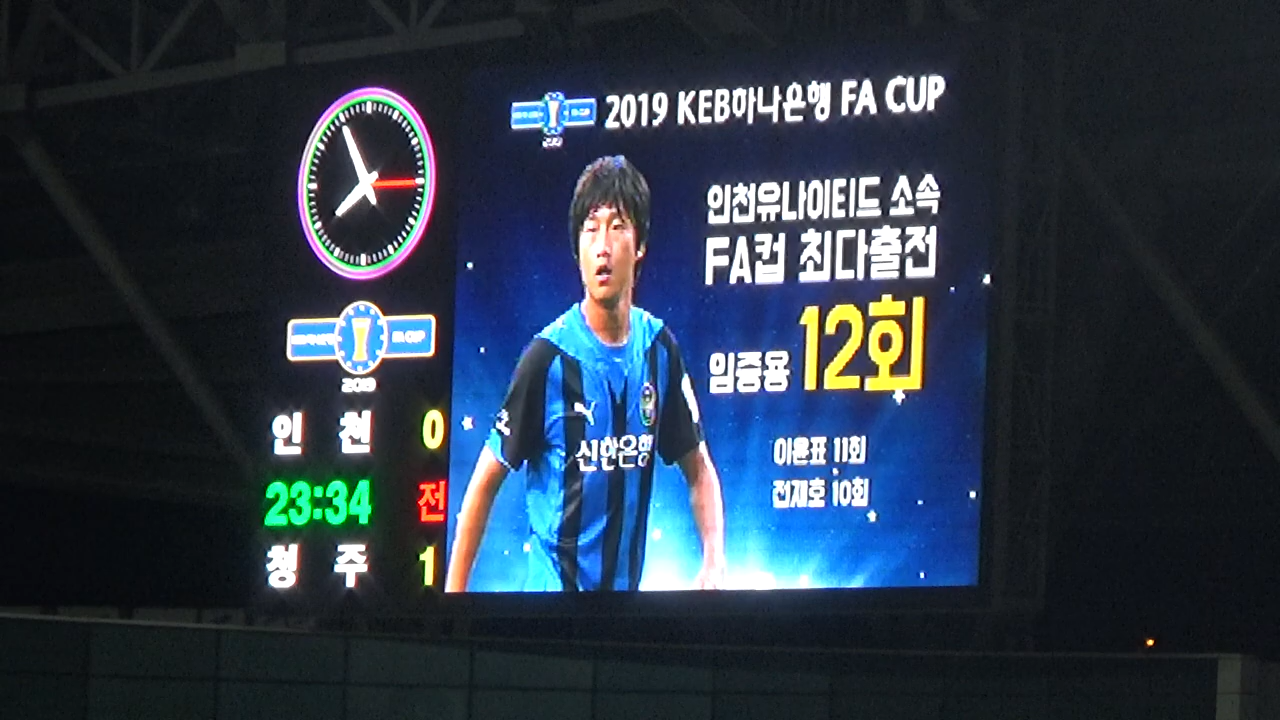 2019 KEB하나은행 FA CUP
인천유나이티드 소속
FA컵 최다출전
임중용 12회
이윤표 11회
전재호 10회
신한은행
FA CUP
2019
인 천 0
23:34 전
청 주 1